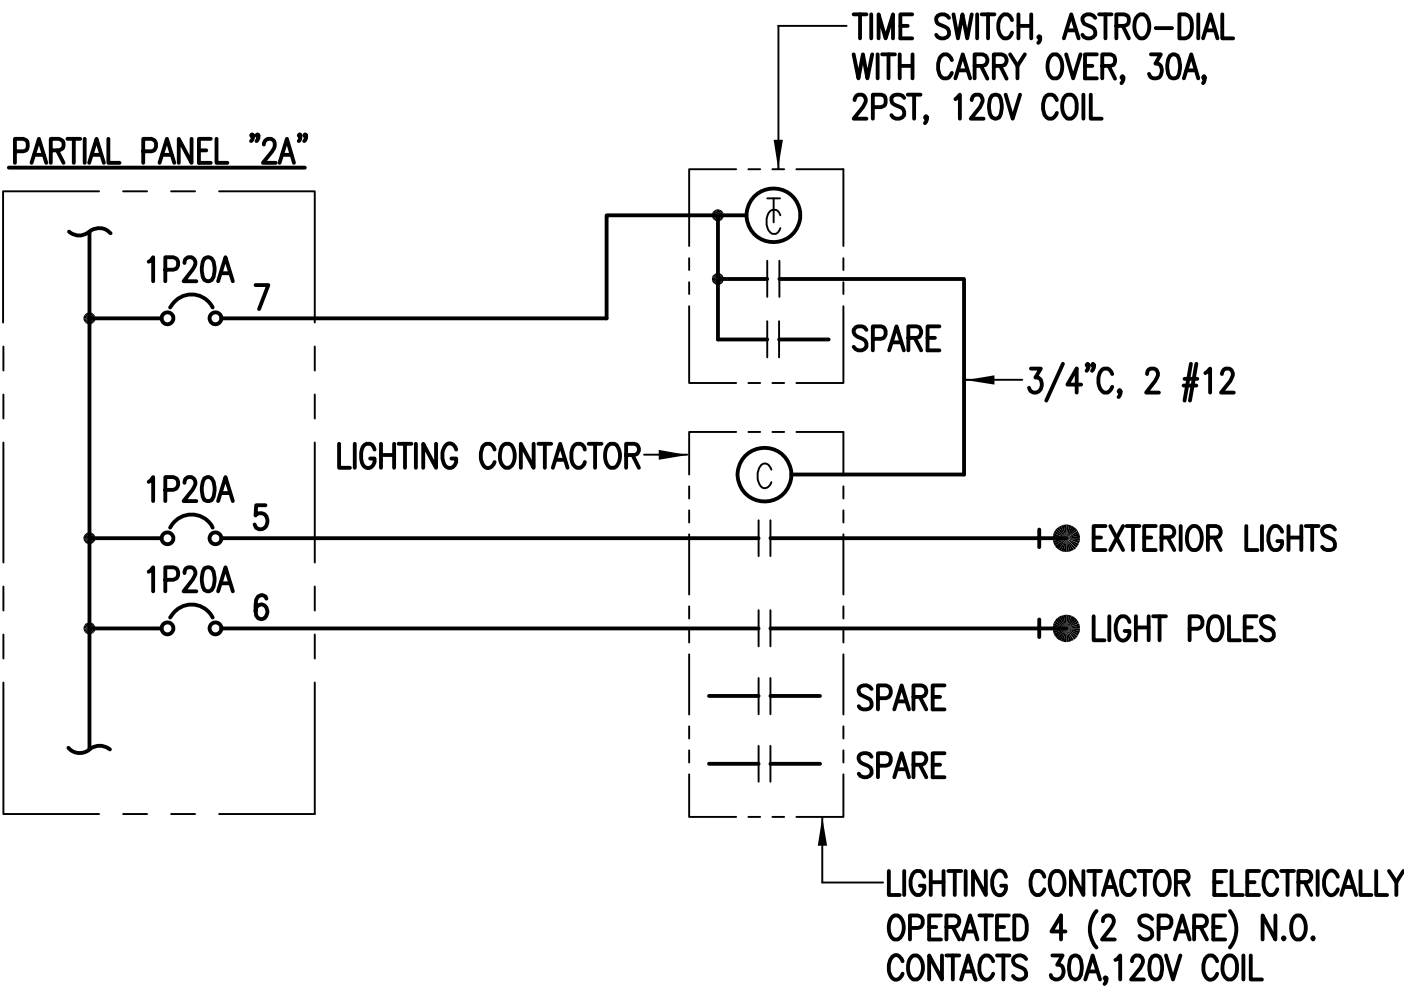 TIME SWITCH, ASTRO-DIAL
WITH CARRY OVER, 30A,
2PST, 120V COIL
PARTIAL PANEL "2A"
TC
1P20A
7
SPARE
3/4"C, 2 #12
LIGHTING CONTACTOR
C
1P20A
5
EXTERIOR LIGHTS
1P20A
6
LIGHT POLES
SPARE
SPARE
LIGHTING CONTACTOR ELECTRICALLY
OPERATED 4 (2 SPARE) N.O.
CONTACTS 30A,120V COIL